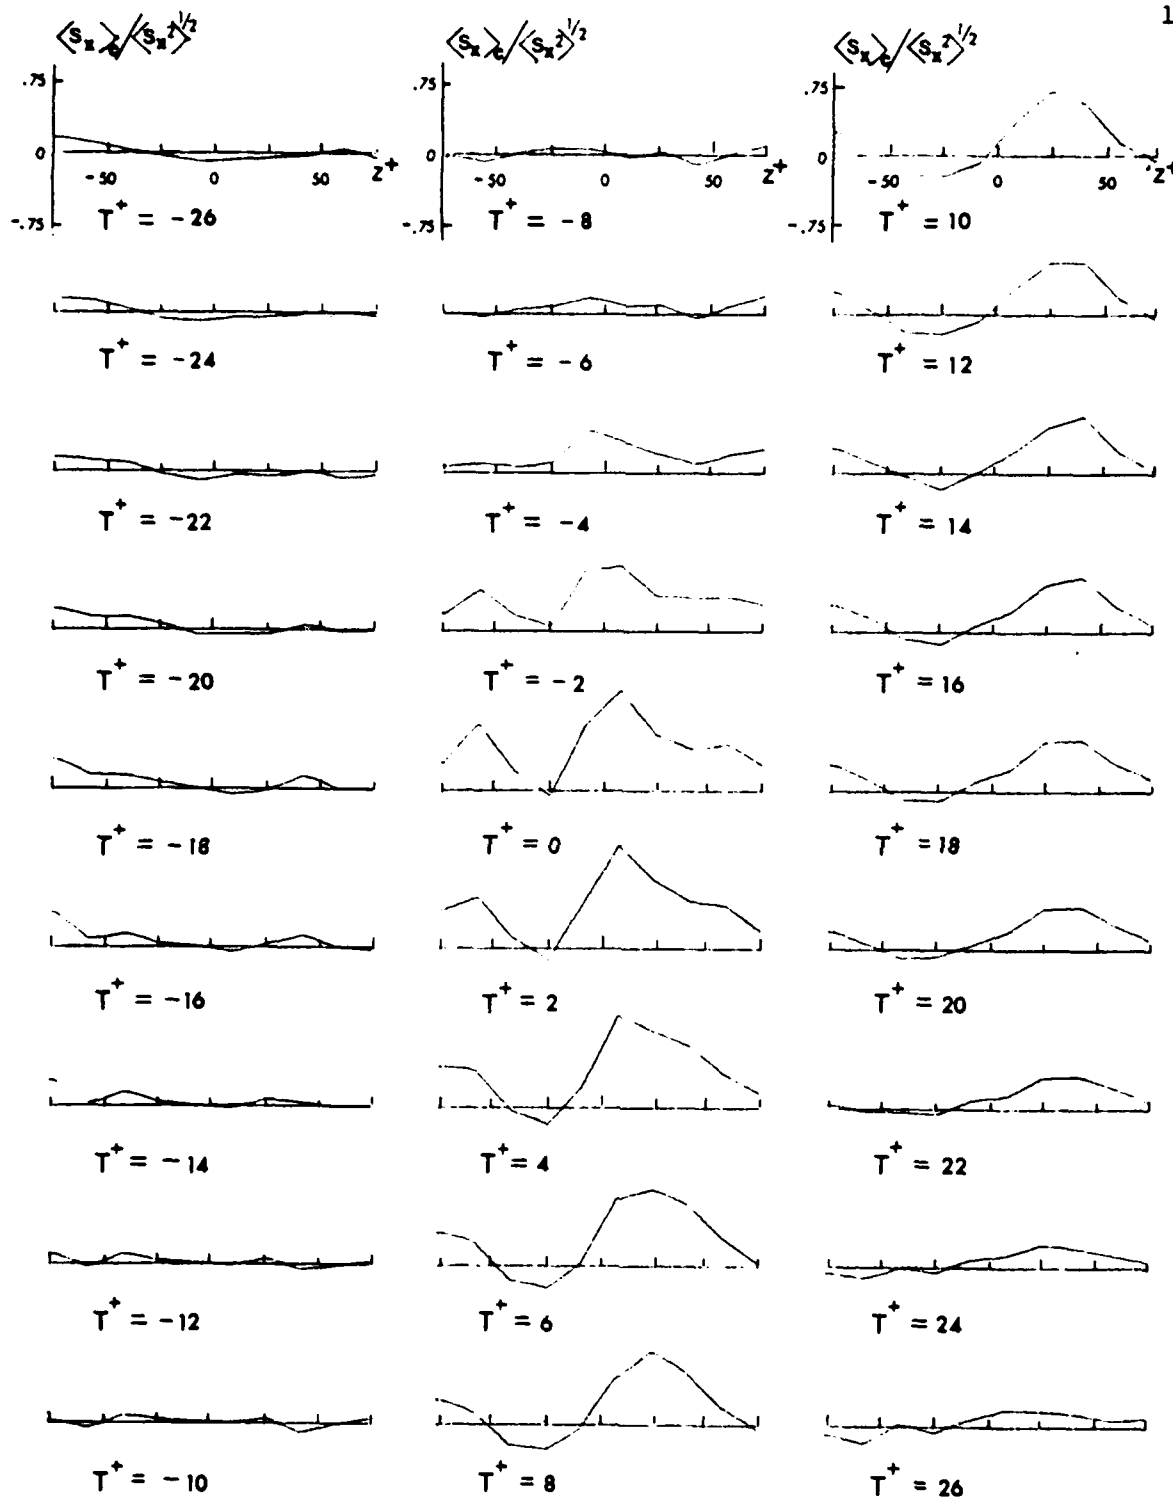 1
⟨Sx⟩c/⟨Sx²⟩^1/2
⟨Sx⟩c/⟨Sx²⟩^1/2
⟨Sx⟩c/⟨Sx²⟩^1/2
.75
0
-.75
-50 0 50 Z+
T+ = -26
.75
0
-.75
-50 0 50 Z+
T+ = -8
.75
0
-.75
-50 0 50 Z+
T+ = 10
T+ = -24
T+ = -6
T+ = 12
T+ = -22
T+ = -4
T+ = 14
T+ = -20
T+ = -2
T+ = 16
T+ = -18
T+ = 0
T+ = 18
T+ = -16
T+ = 2
T+ = 20
T+ = -14
T+ = 4
T+ = 22
T+ = -12
T+ = 6
T+ = 24
T+ = -10
T+ = 8
T+ = 26